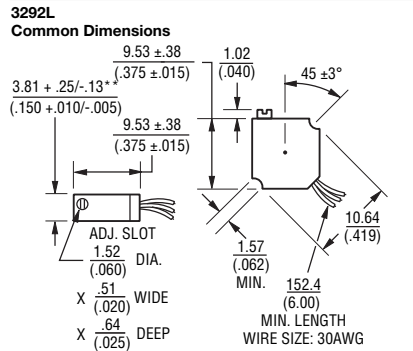 3292L
Common Dimensions
9.53 ±.38
(.375 ±.015)
1.02
(.040)
45 ±3°
3.81 + .25/-.13**
(.150 +.010/-.005)
9.53 ±.38
(.375 ±.015)
ADJ. SLOT
1.52
(.060)
DIA.
X .51
(.020)
WIDE
X .64
(.025)
DEEP
1.57
(.062)
MIN.
10.64
(.419)
152.4
(6.00)
MIN. LENGTH
WIRE SIZE: 30AWG